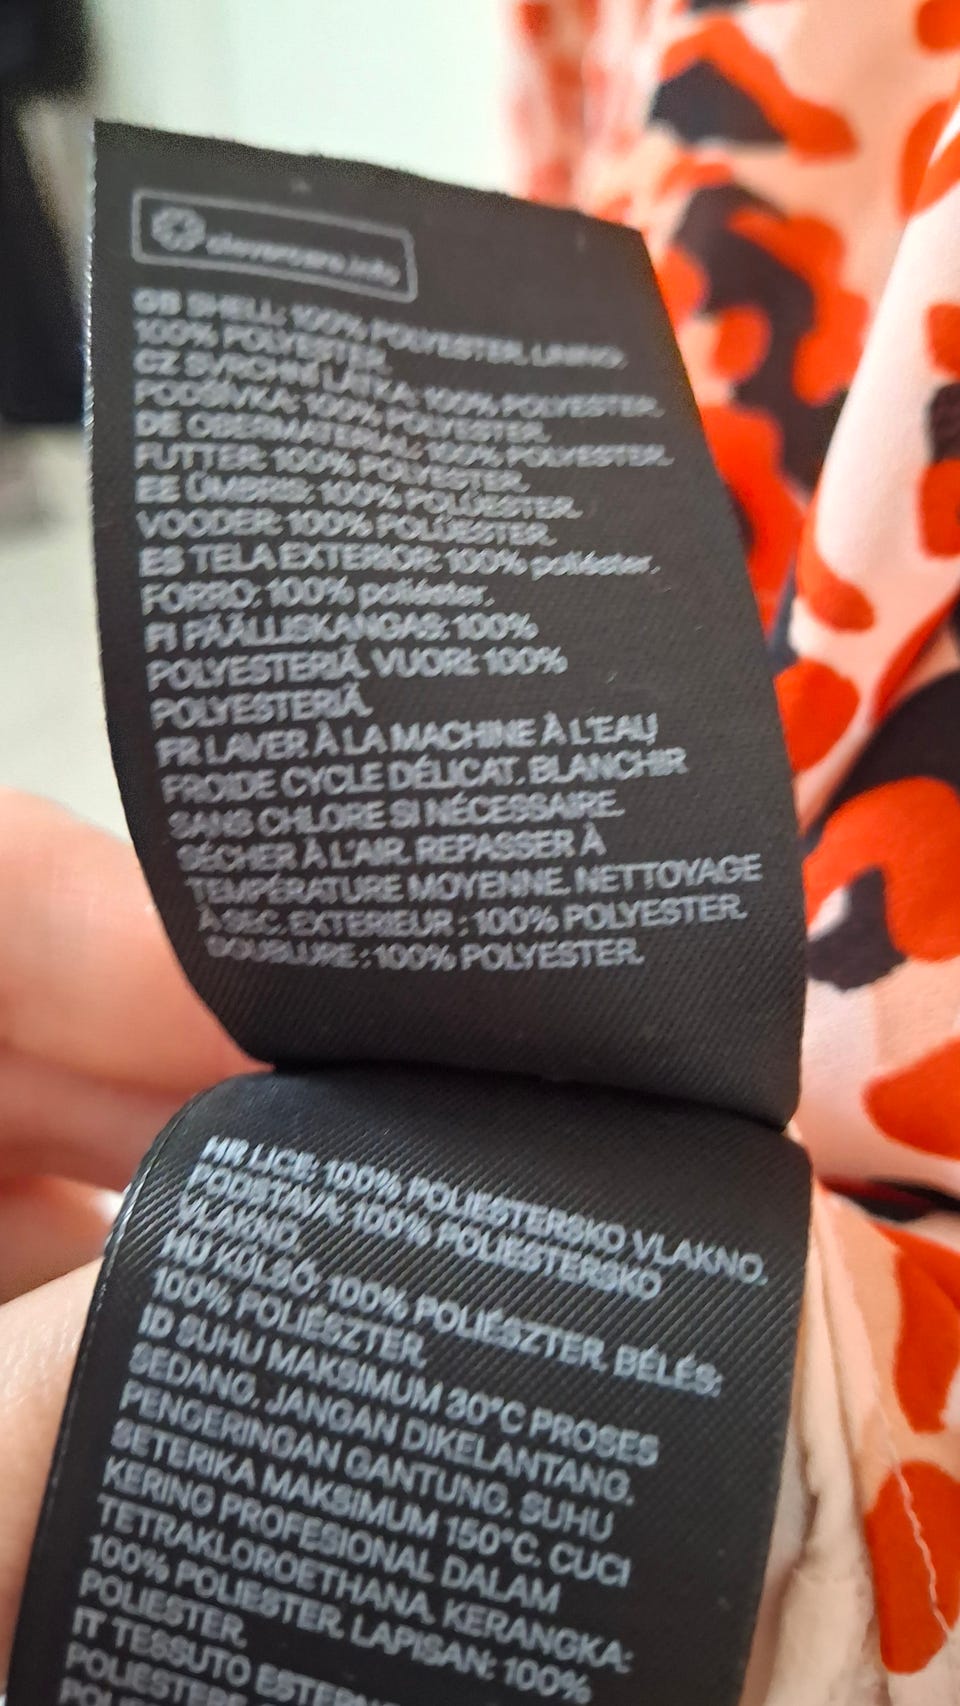 clevercare.info
GB SHELL: 100% POLYESTER. LINING:
100% POLYESTER.
CZ SVRCHNÍ LÁTKA: 100% POLYESTER.
PODŠÍVKA: 100% POLYESTER.
DE OBERMATERIAL: 100% POLYESTER.
FUTTER: 100% POLYESTER.
EE ÜMBRIS: 100% POLÜESTER.
VOODER: 100% POLÜESTER.
ES TELA EXTERIOR: 100% poliéster.
FORRO: 100% poliéster.
FI PÄÄLLISKANGAS: 100%
POLYESTERIÄ. VUORI: 100%
POLYESTERIÄ.
FR LAVER À LA MACHINE À L'EAU
FROIDE CYCLE DÉLICAT. BLANCHIR
SANS CHLORE SI NÉCESSAIRE.
SÉCHER À L'AIR. REPASSER À
TEMPÉRATURE MOYENNE. NETTOYAGE
À SEC. EXTERIEUR : 100% POLYESTER.
DOUBLURE : 100% POLYESTER.
HR LICE: 100% POLIESTERSKO VLAKNO.
PODSTAVA: 100% POLIESTERSKO
VLAKNO.
HU KÜLSŐ: 100% POLIÉSZTER. BÉLÉS:
100% POLIÉSZTER.
ID SUHU MAKSIMUM 30°C PROSES
SEDANG. JANGAN DIKELANTANG.
PENGERINGAN GANTUNG. SUHU
SETERIKA MAKSIMUM 150°C. CUCI
KERING PROFESIONAL DALAM
TETRAKLOROETHANA. KERANGKA:
100% POLIESTER. LAPISAN: 100%
POLIESTER.
IT TESSUTO ESTERNO
POLIESTERE